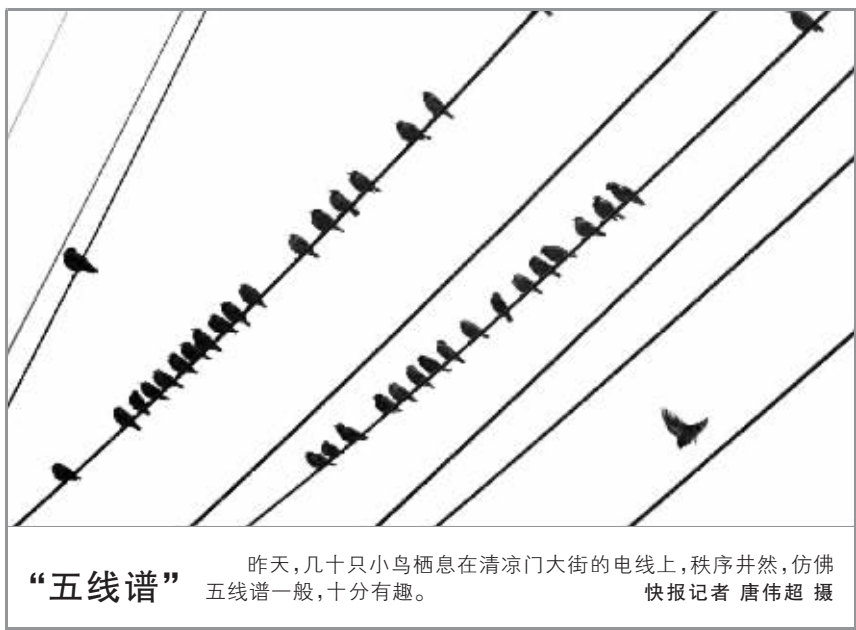 “五线谱”
昨天,几十只小鸟栖息在清凉门大街的电线上,秩序井然,仿佛
五线谱一般,十分有趣。
快报记者 唐伟超 摄